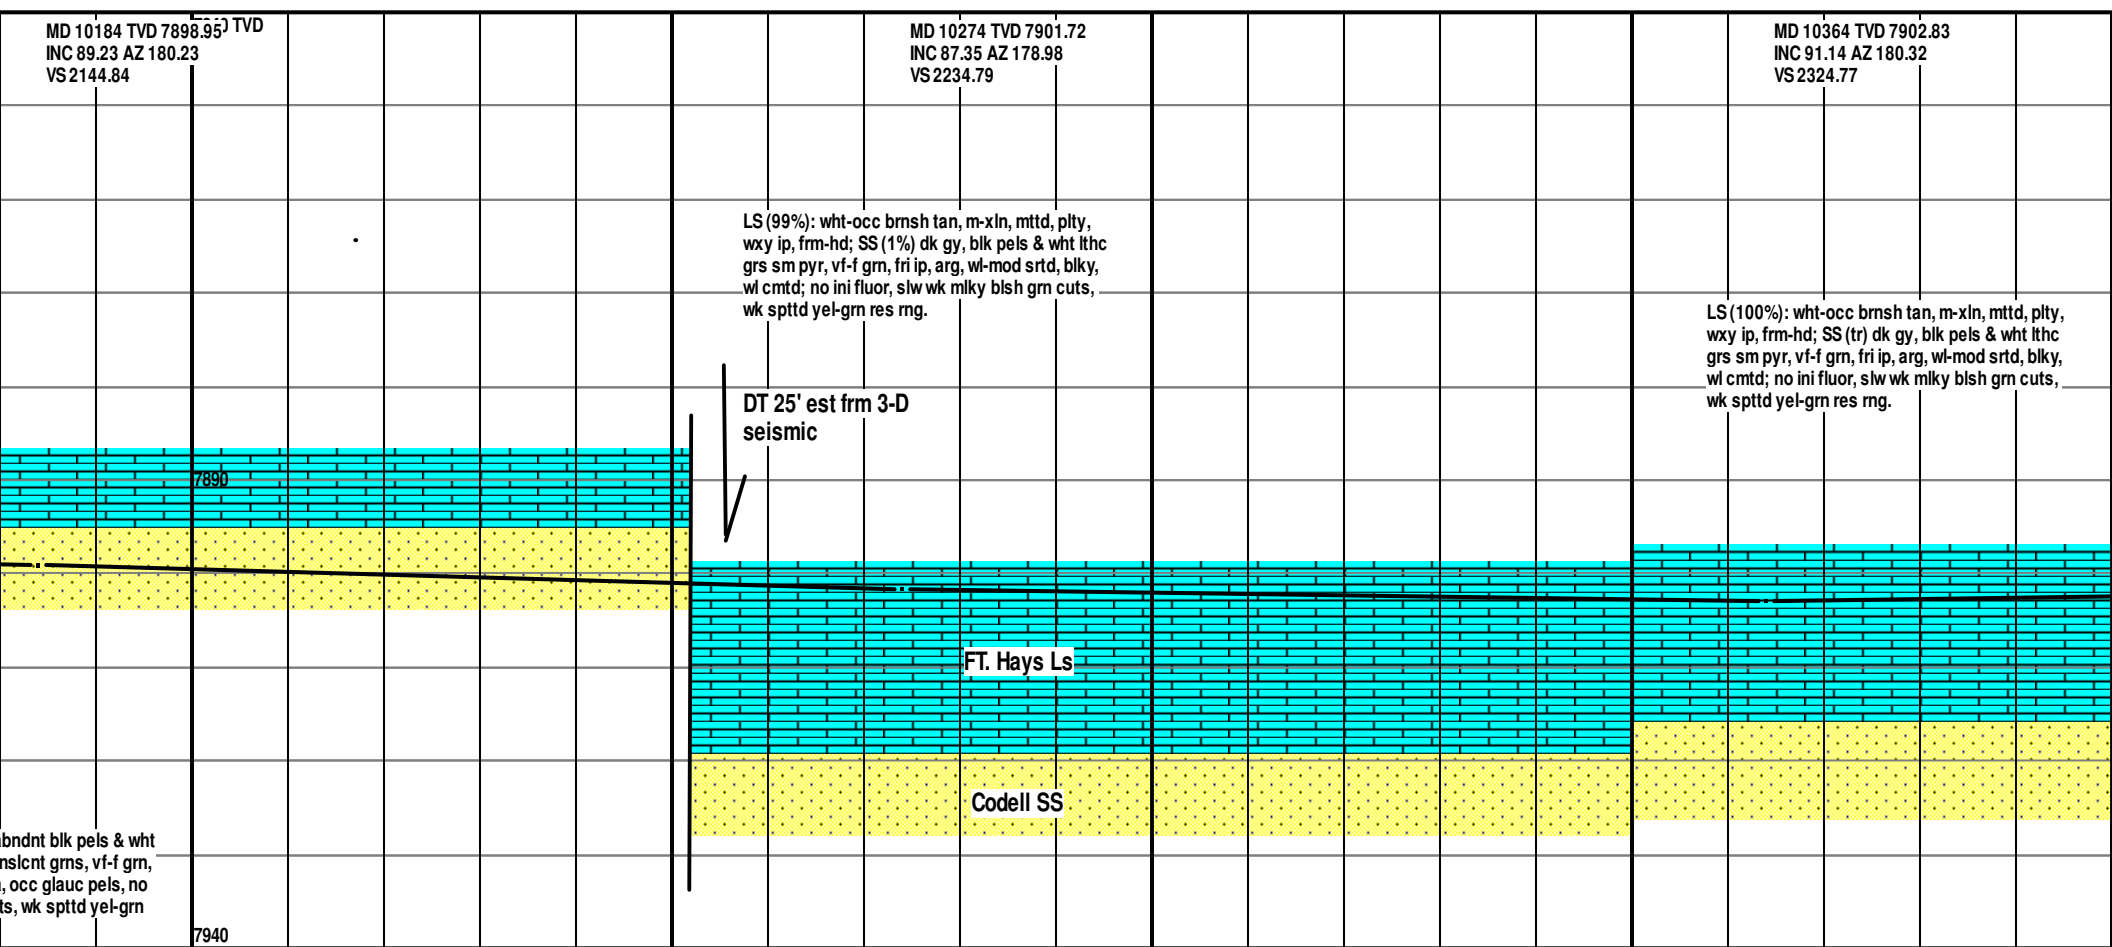 MD 10184 TVD 7898.95
TVD
INC 89.23 AZ 180.23
VS 2144.84
MD 10274 TVD 7901.72
INC 87.35 AZ 178.98
VS 2234.79
MD 10364 TVD 7902.83
INC 91.14 AZ 180.32
VS 2324.77
LS (99%): wht-occ brnsh tan, m-xln, mttd, plty,
wxy ip, frm-hd; SS (1%) dk gy, blk pels & wht lthc
grs sm pyr, vf-f grn, fri ip, arg, wl-mod srtd, blky,
wl cmtd; no ini fluor, slw wk mlky blsh grn cuts,
wk spttd yel-grn res rng.
LS (100%): wht-occ brnsh tan, m-xln, mttd, plty,
wxy ip, frm-hd; SS (tr) dk gy, blk pels & wht lthc
grs sm pyr, vf-f grn, fri ip, arg, wl-mod srtd, blky,
wl cmtd; no ini fluor, slw wk mlky blsh grn cuts,
wk spttd yel-grn res rng.
DT 25' est frm 3-D
seismic
7890
FT. Hays Ls
Codell SS
bndnt blk pels & wht
nslcnt grns, vf-f grn,
, occ glauc pels, no
ts, wk spttd yel-grn
7940